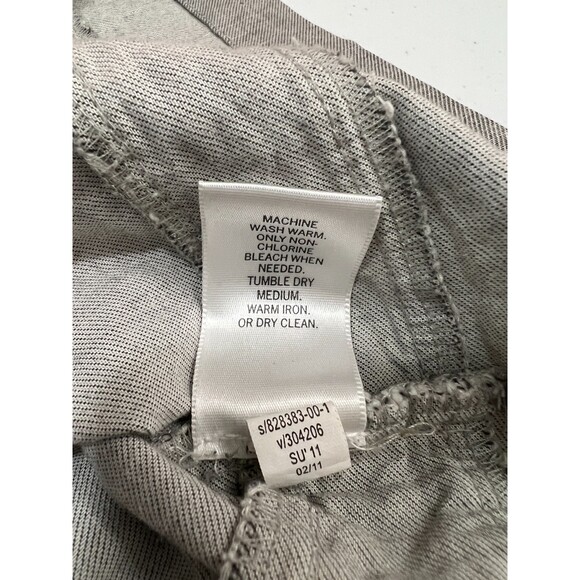 MACHINE
WASH WARM.
ONLY NON-
CHLORINE
BLEACH WHEN
NEEDED.
TUMBLE DRY
MEDIUM.
WARM IRON.
OR DRY CLEAN.
s/828383-00-1
v/304206
SU' 11
02/11